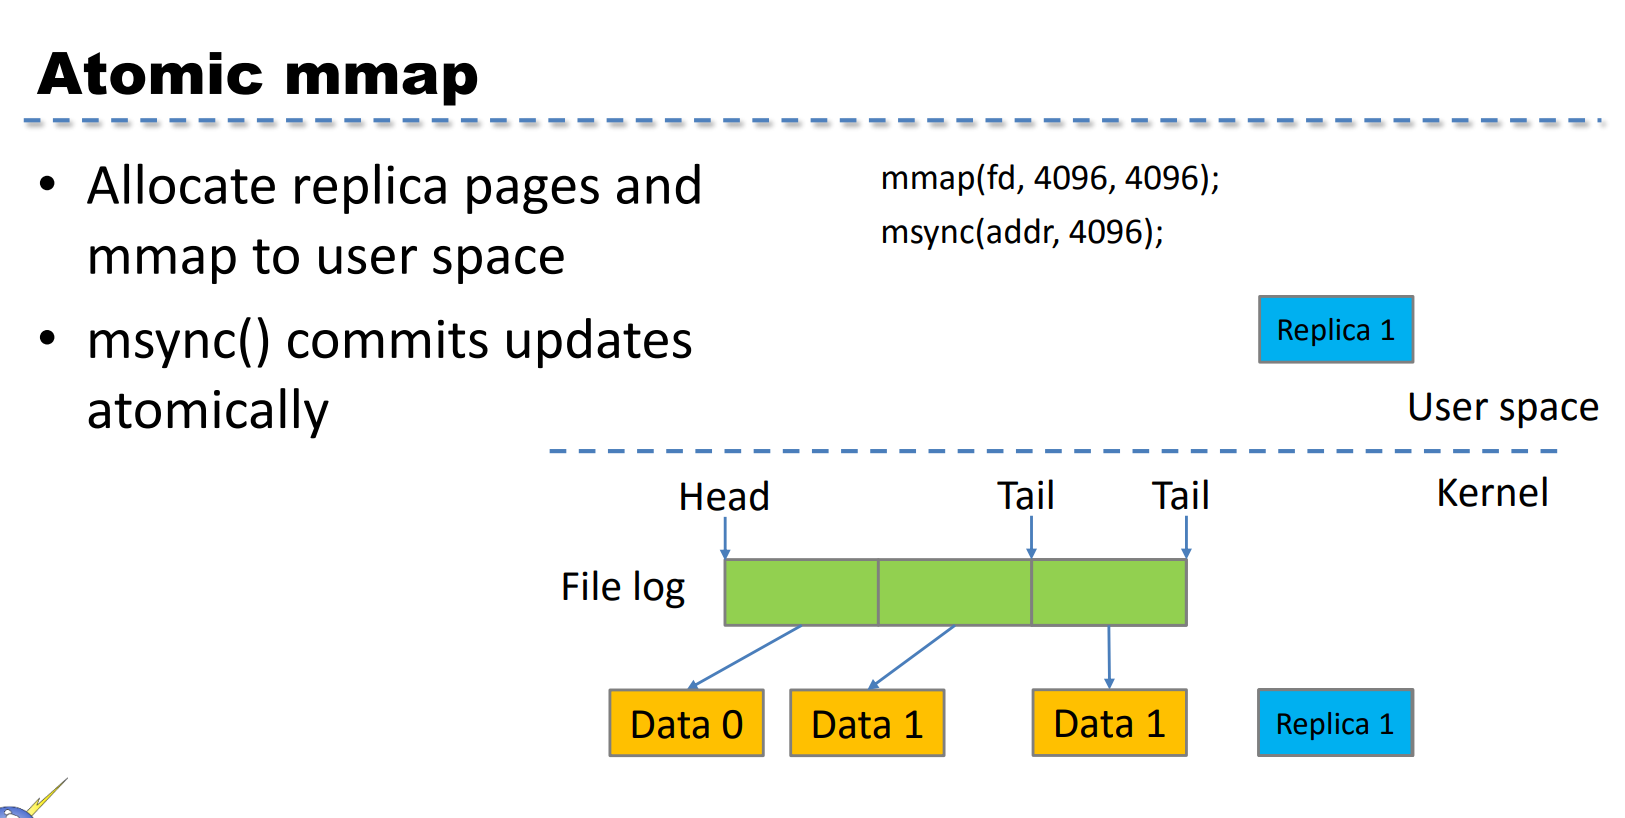 Atomic mmap
• Allocate replica pages and
mmap to user space
• msync() commits updates
atomically
mmap(fd, 4096, 4096);
msync(addr, 4096);
Replica 1
User space
Head Tail Tail Kernel
File log
Data 0 Data 1 Data 1 Replica 1